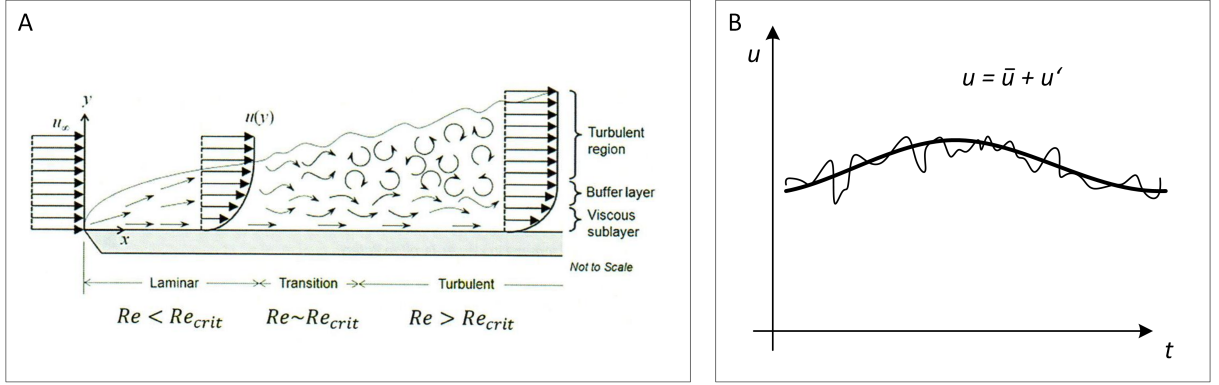 A
y
u∞
u(y)
Turbulent
region
Buffer layer
Viscous
sublayer
x
Not to Scale
Laminar
Transition
Turbulent
Re < Recrit
Re~Recrit
Re > Recrit
B
u
u = ū + u‘
t